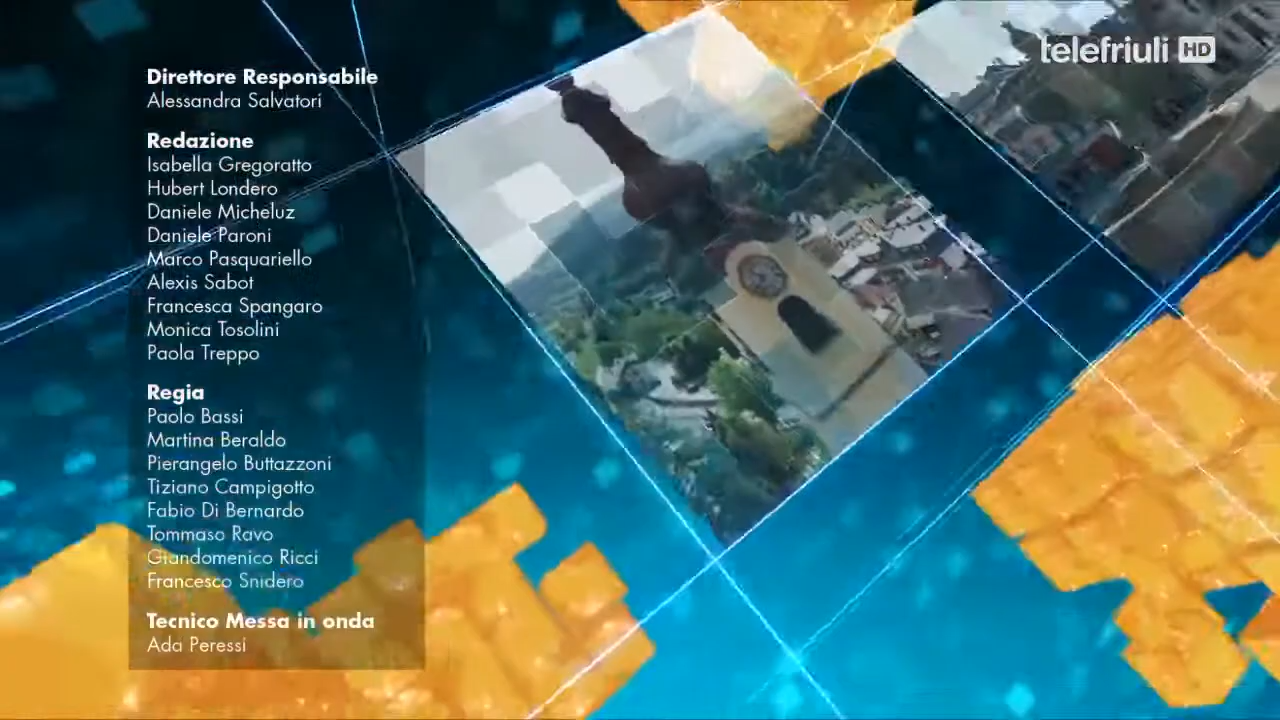 telefriuli HD
Direttore Responsabile
Alessandra Salvatori
Redazione
Isabella Gregoratto
Hubert Londero
Daniele Micheluz
Daniele Paroni
Marco Pasquariello
Alexis Sabot
Francesca Spangaro
Monica Tosolini
Paola Treppo
Regia
Paolo Bassi
Martina Beraldo
Pierangelo Buttazzoni
Tiziano Campigotto
Fabio Di Bernardo
Tommaso Ravo
Giandomenico Ricci
Francesco Snidero
Tecnico Messa in onda
Ada Peressi